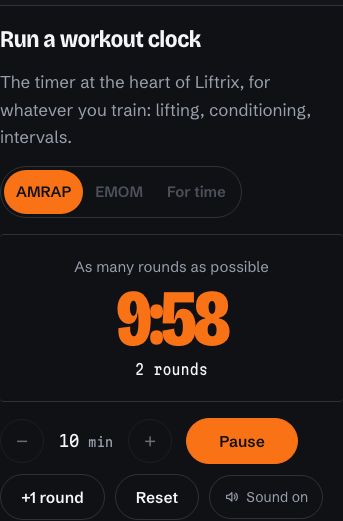 Run a workout clock
The timer at the heart of Liftrix, for
whatever you train: lifting, conditioning,
intervals.
AMRAP EMOM For time
As many rounds as possible
9:58
2 rounds
− 10 min + Pause
+1 round Reset Sound on